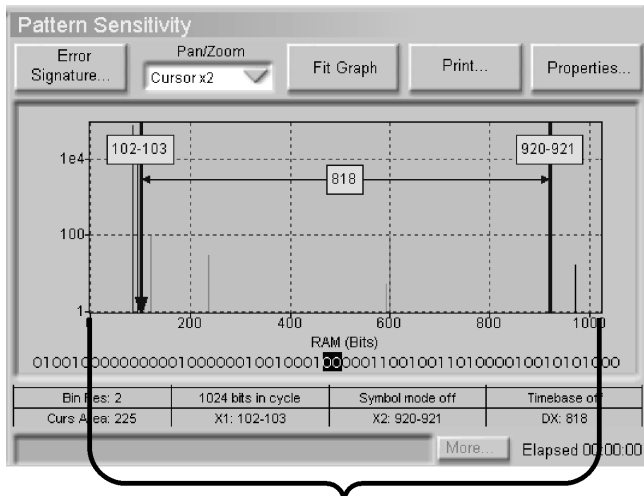 Pattern Sensitivity
Error Signature...
Pan/Zoom
Cursor x2
Fit Graph
Print...
Properties...
102-103
920-921
818
1e4
100
1
200
400
600
800
1000
RAM (Bits)
0100100000000001000000100100010000011001001101000010010101000
Bin Res: 2
1024 bits in cycle
Symbol mode off
Timebase off
Curs Area: 225
X1: 102-103
X2: 920-921
DX: 818
More...
Elapsed 00:00:00